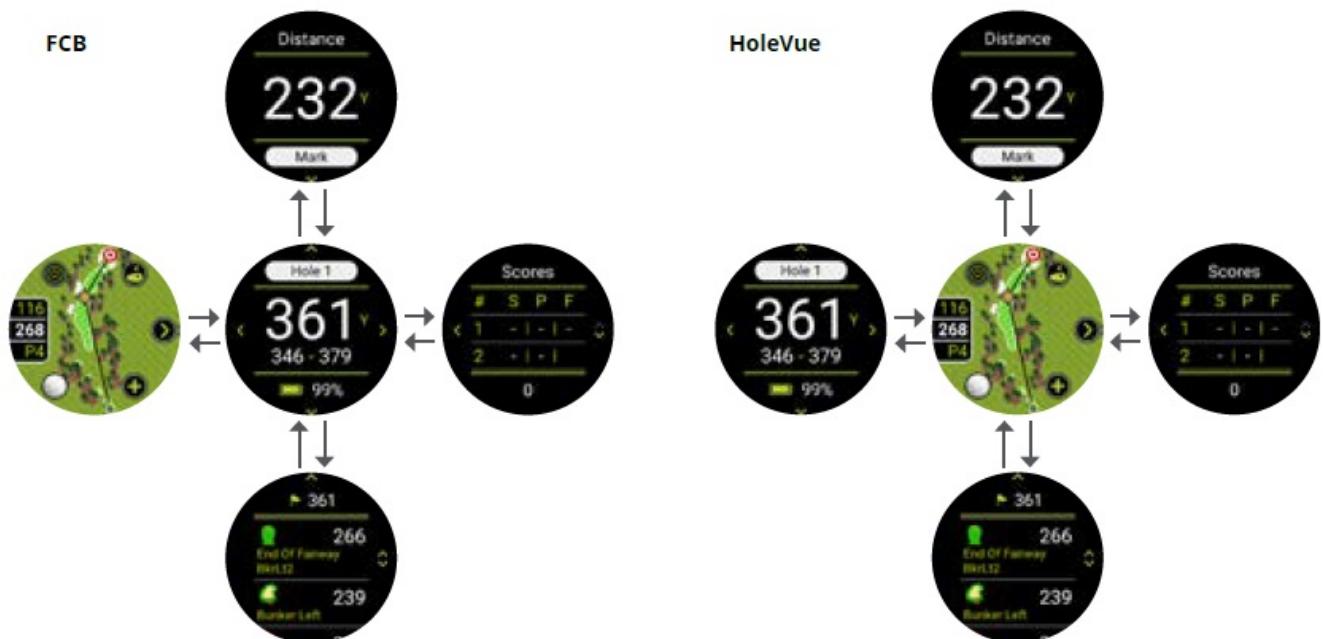 FCB
Distance
232Y
Mark
116
268
P4
Hole 1
361Y
346 - 379
99%
Scores
# S P F
1 - | - | -
2 - | - |
0
361
266
End Of Fairway
BkrLt2
239
Bunker Left
HoleVue
Distance
232Y
Mark
Hole 1
361Y
346 - 379
99%
116
268
P4
Scores
# S P F
1 - | - | -
2 - | - |
0
361
266
End Of Fairway
BkrLt2
239
Bunker Left